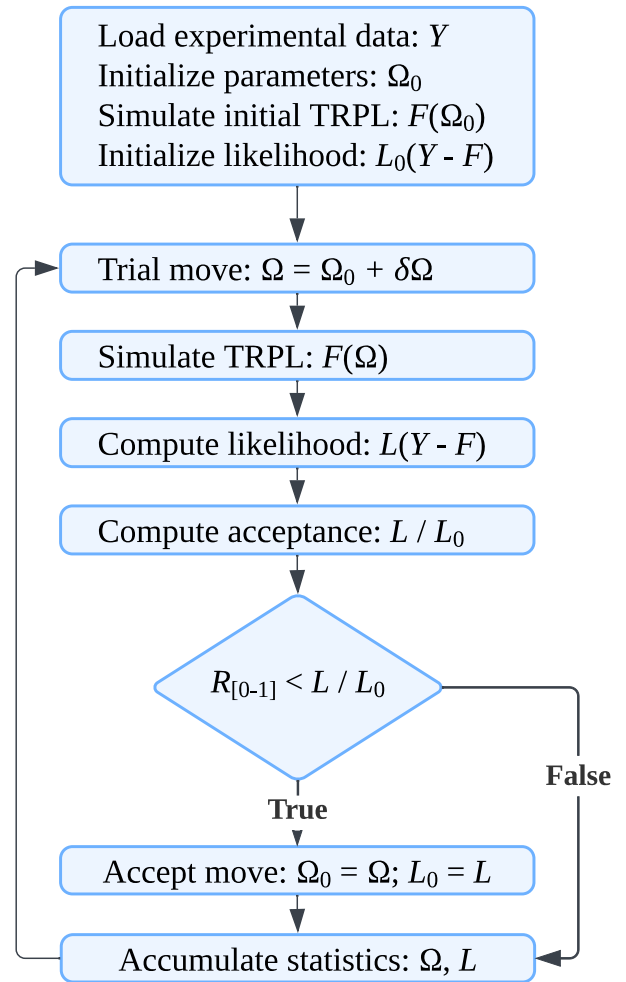 Load experimental data: Y
Initialize parameters: Ω₀
Simulate initial TRPL: F(Ω₀)
Initialize likelihood: L₀(Y - F)
Trial move: Ω = Ω₀ + δΩ
Simulate TRPL: F(Ω)
Compute likelihood: L(Y - F)
Compute acceptance: L / L₀
R[0-1] < L / L₀
False
True
Accept move: Ω₀ = Ω; L₀ = L
Accumulate statistics: Ω, L